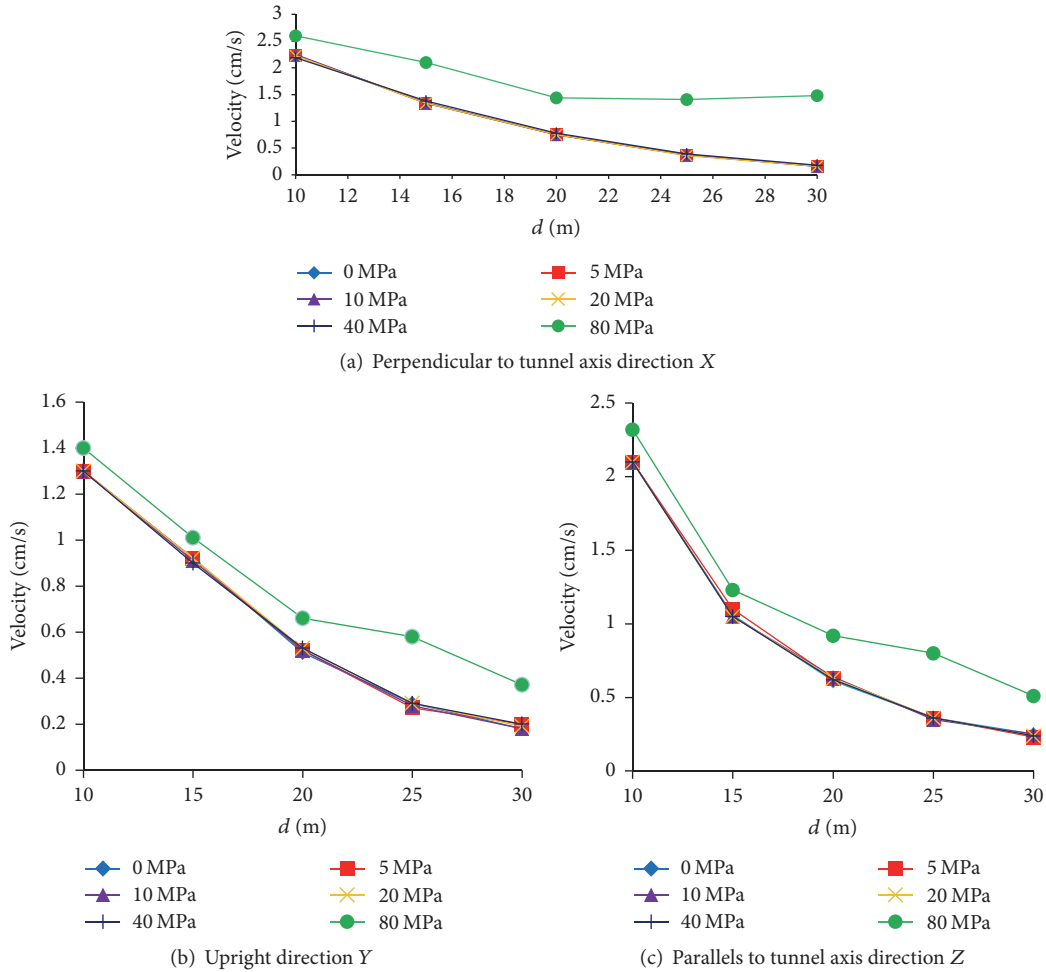 3
2.5
2
1.5
1
0.5
0
Velocity (cm/s)
10 12 14 16 18 20 22 24 26 28 30
d (m)
0 MPa 5 MPa
10 MPa 20 MPa
40 MPa 80 MPa
(a) Perpendicular to tunnel axis direction X
1.6
1.4
1.2
1
0.8
0.6
0.4
0.2
0
Velocity (cm/s)
10 15 20 25 30
d (m)
0 MPa 5 MPa
10 MPa 20 MPa
40 MPa 80 MPa
(b) Upright direction Y
2.5
2
1.5
1
0.5
0
Velocity (cm/s)
10 15 20 25 30
d (m)
0 MPa 5 MPa
10 MPa 20 MPa
40 MPa 80 MPa
(c) Parallels to tunnel axis direction Z